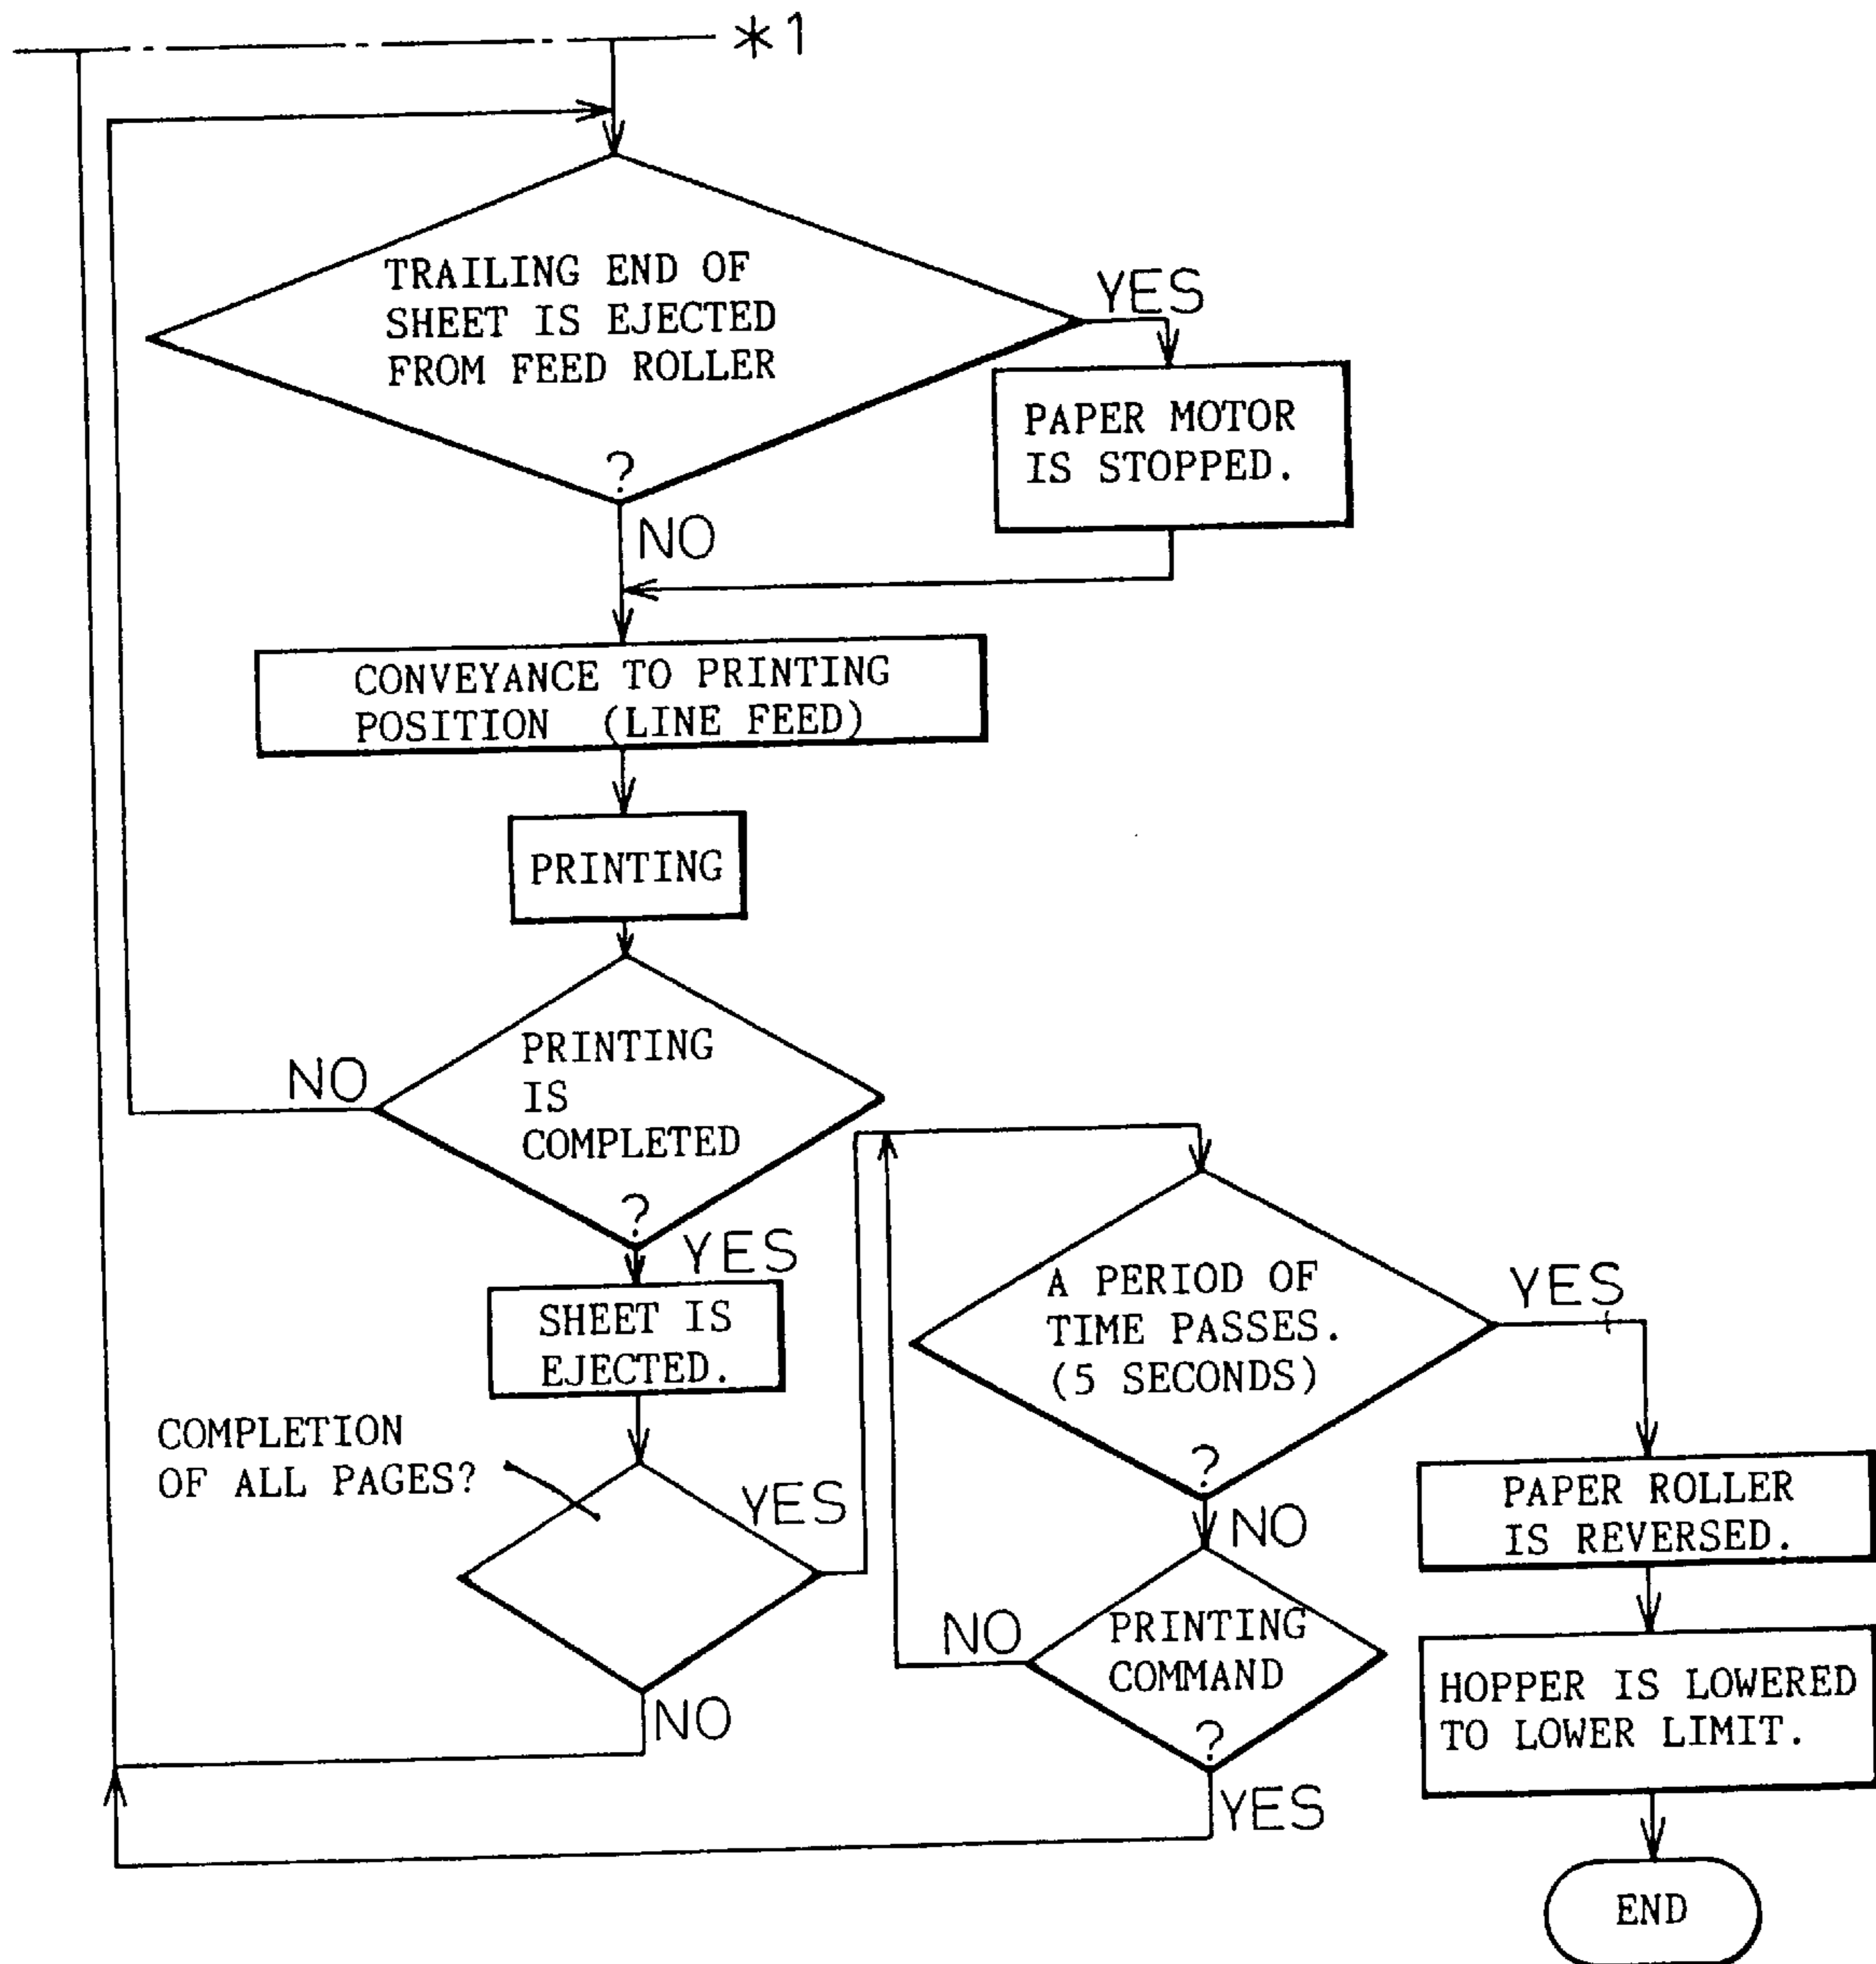 *1
TRAILING END OF
SHEET IS EJECTED
FROM FEED ROLLER
?
YES
PAPER MOTOR
IS STOPPED.
NO
CONVEYANCE TO PRINTING
POSITION (LINE FEED)
PRINTING
PRINTING
IS
COMPLETED
?
NO
YES
SHEET IS
EJECTED.
COMPLETION
OF ALL PAGES?
YES
NO
A PERIOD OF
TIME PASSES.
(5 SECONDS)
?
YES
NO
PRINTING
COMMAND
?
NO
YES
PAPER ROLLER
IS REVERSED.
HOPPER IS LOWERED
TO LOWER LIMIT.
END